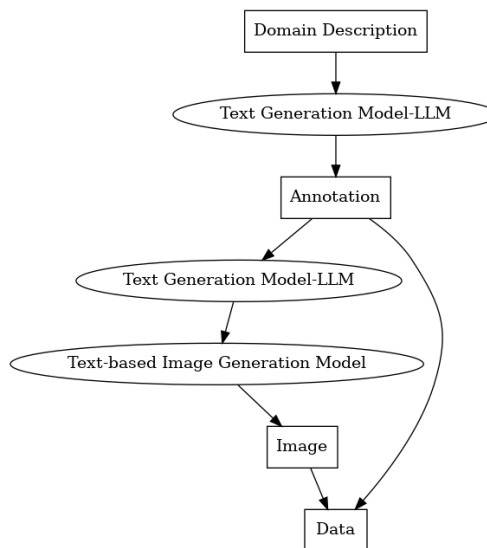 Domain Description
Text Generation Model-LLM
Annotation
Text Generation Model-LLM
Text-based Image Generation Model
Image
Data